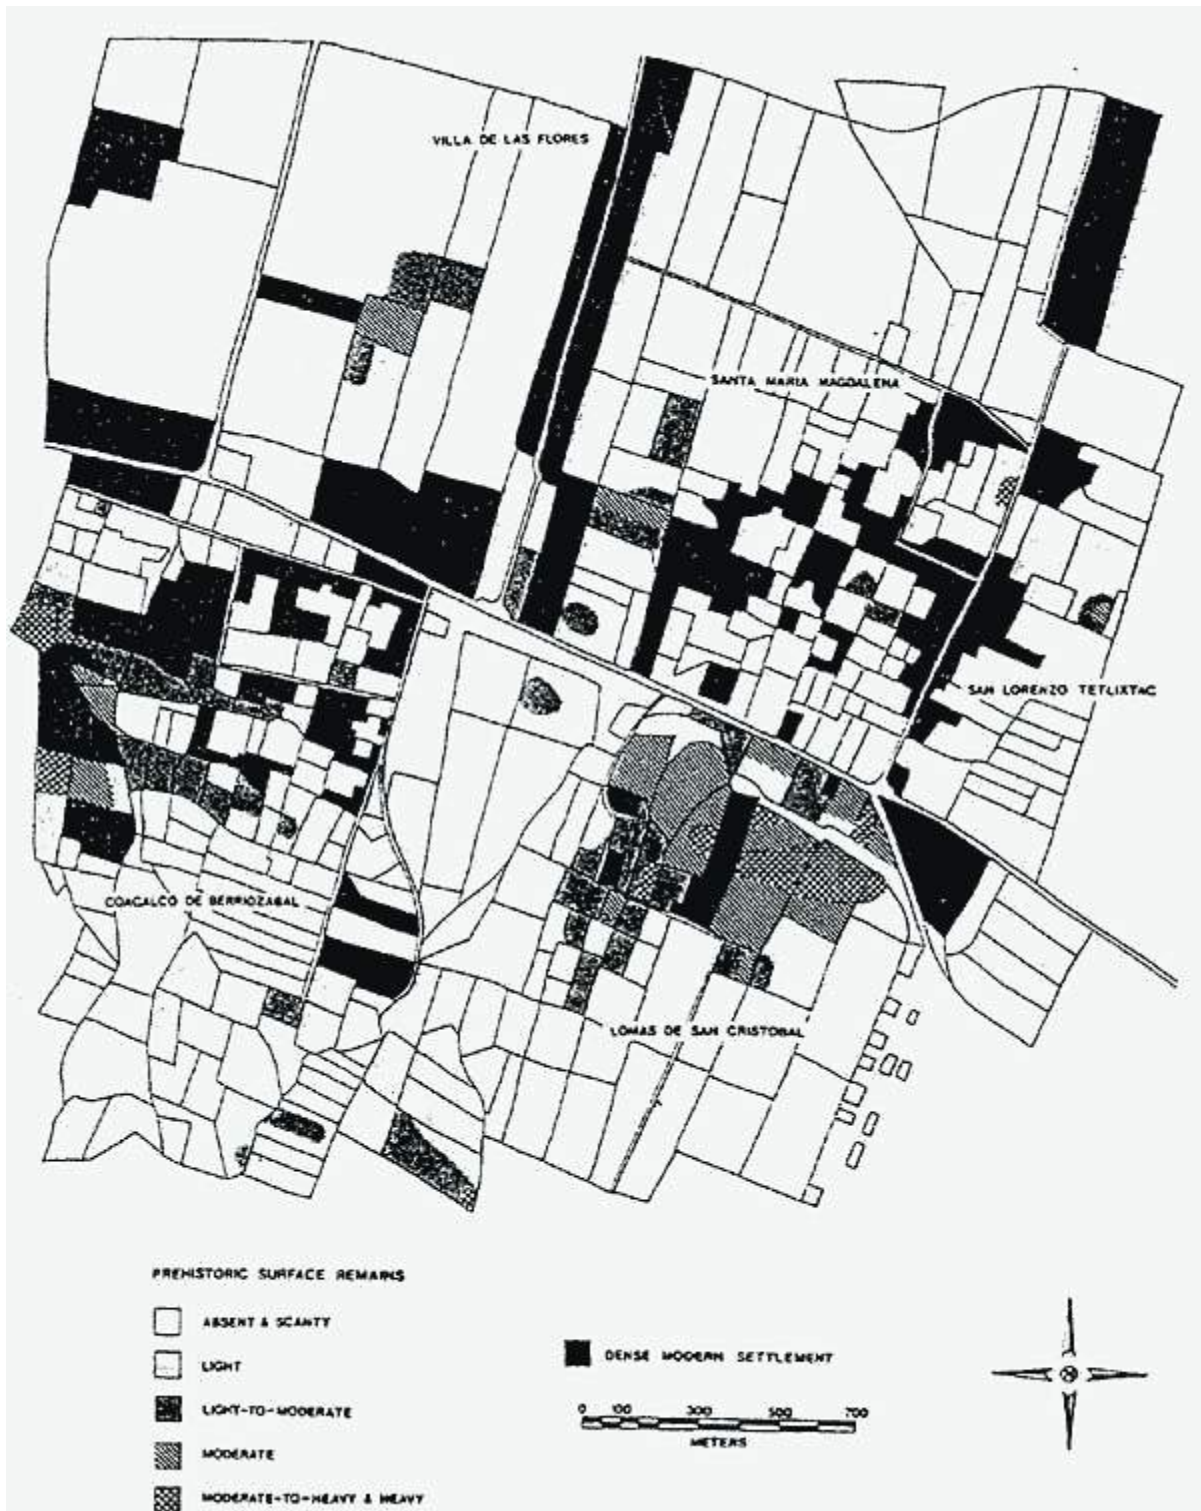 VILLA DE LAS FLORES
SANTA MARIA MAGDALENA
SAN LORENZO TETLIXTAC
COACALCO DE BERRIOZABAL
LOMAS DE SAN CRISTOBAL
PREHISTORIC SURFACE REMAINS
ABSENT & SCANTY
LIGHT
LIGHT-TO-MODERATE
MODERATE
MODERATE-TO-HEAVY & HEAVY
DENSE MODERN SETTLEMENT
0 100 300 700
METERS
N